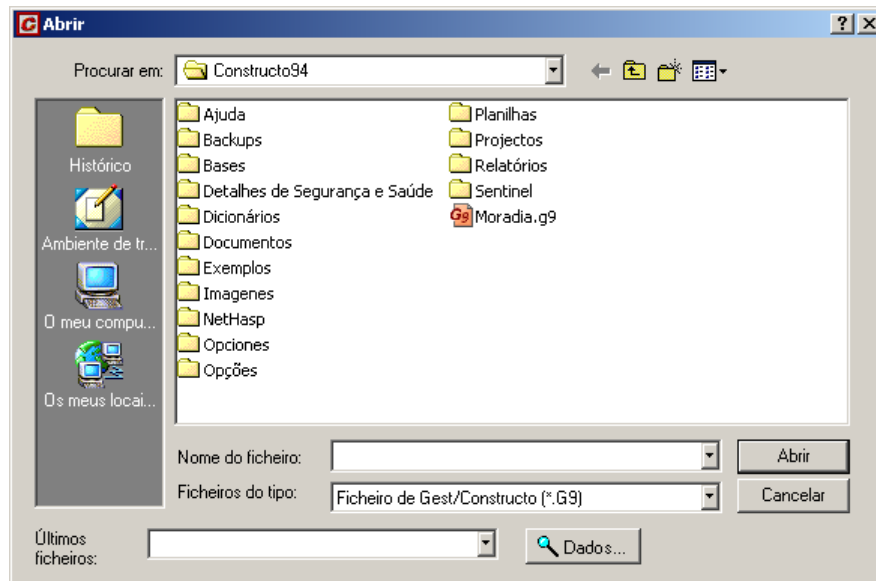 Abrir
Procurar em:
Constructo94
Histórico
Ambiente de tr...
O meu compu...
Os meus locai...
Ajuda
Backups
Bases
Detalhes de Segurança e Saúde
Dicionários
Documentos
Exemplos
Imagenes
NetHasp
Opciones
Opções
Planilhas
Projectos
Relatórios
Sentinel
G9 Moradia.g9
Nome do ficheiro:
Abrir
Ficheiros do tipo:
Ficheiro de Gest/Constructo (*.G9)
Cancelar
Últimos
ficheiros:
Dados...